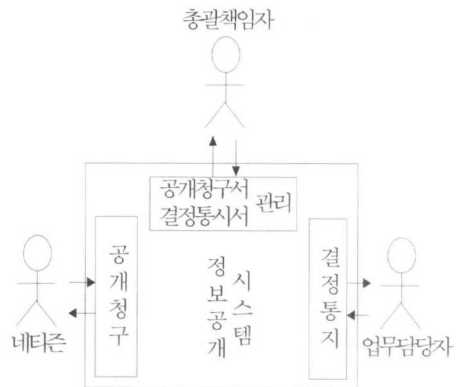 총괄책임자
공개청구서
결정통시서
관리
공개청구
정보공개
시스템
결정통지
네티즌
업무담당자